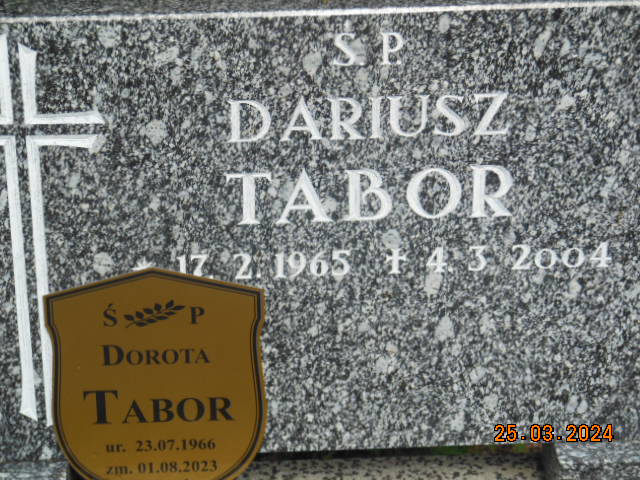 S. P.
DARIUSZ
TABOR
* 17. 2. 1965 † 4. 3. 2004
Ś P
DOROTA
TABOR
ur. 23.07.1966
zm. 01.08.2023
25.03.2024